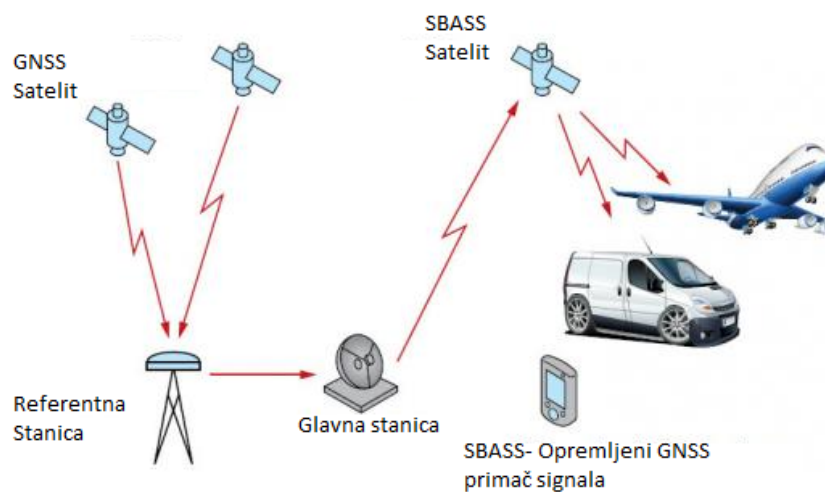 GNSS
Satelit
SBASS
Satelit
Referentna
Stanica
Glavna stanica
SBASS- Opremljeni GNSS
primač signala